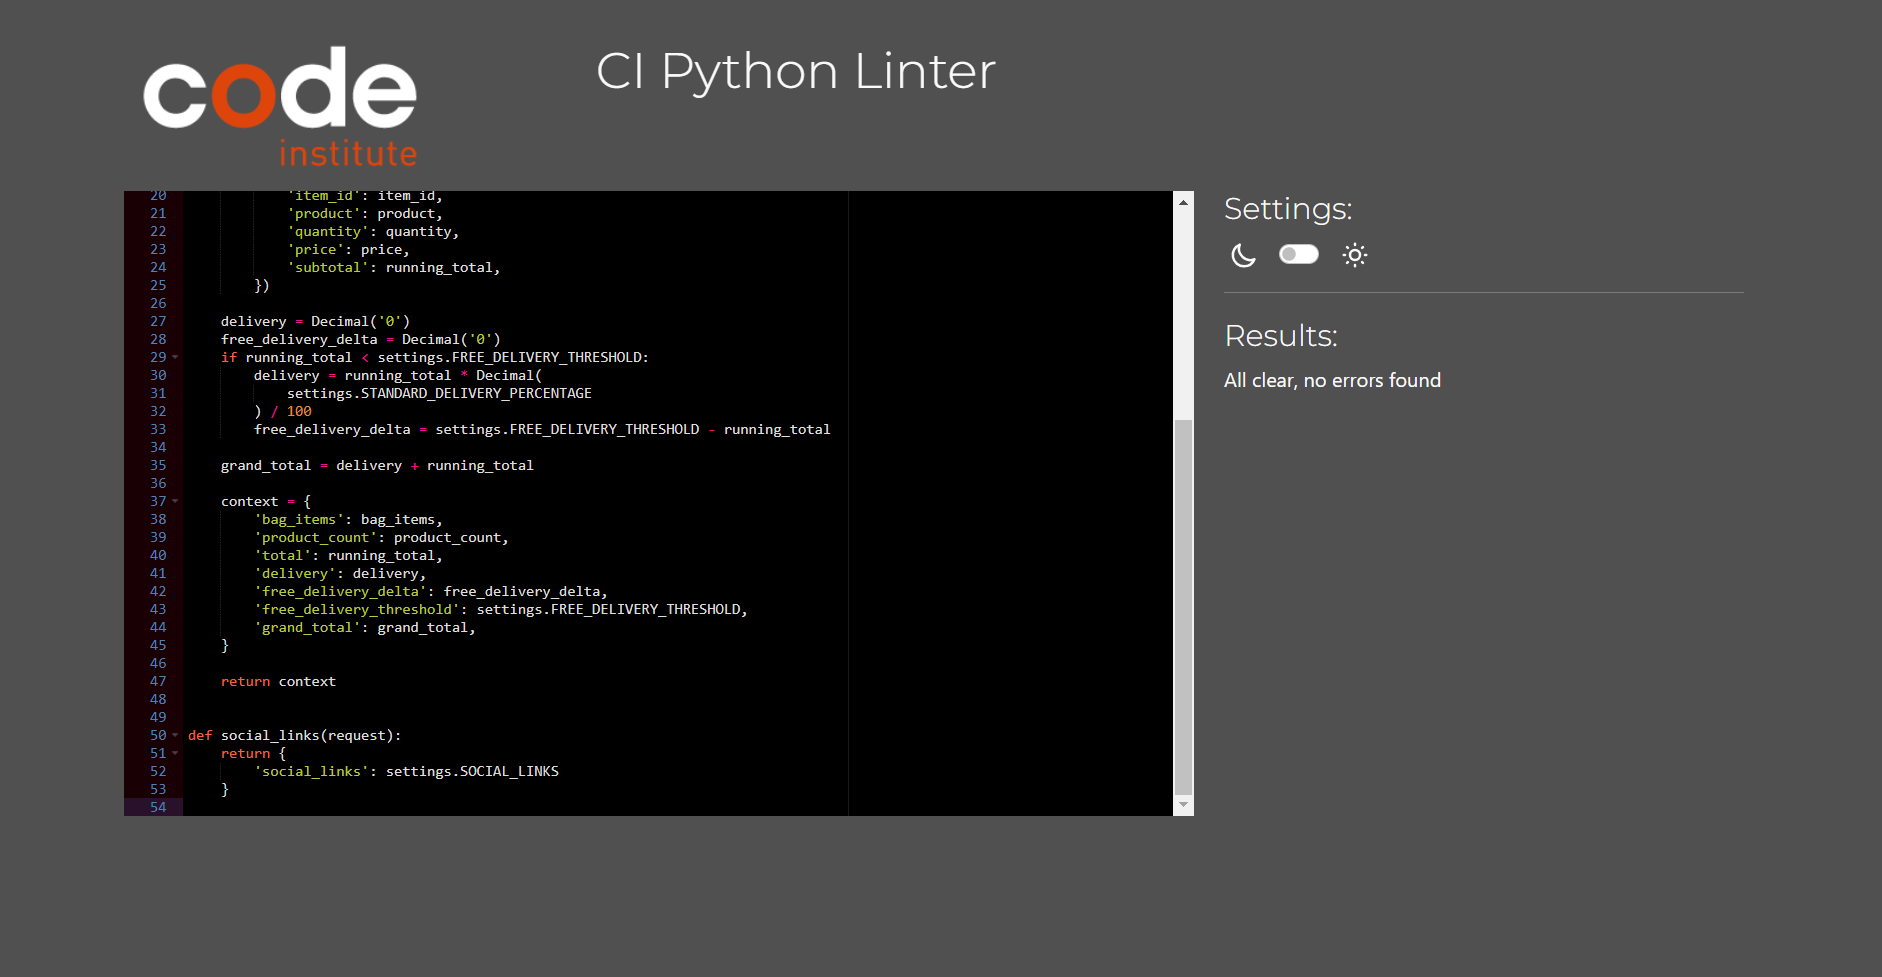 code
institute
CI Python Linter
20 'item_id': item_id,
21 'product': product,
22 'quantity': quantity,
23 'price': price,
24 'subtotal': running_total,
25 })
26
27 delivery = Decimal('0')
28 free_delivery_delta = Decimal('0')
29 if running_total < settings.FREE_DELIVERY_THRESHOLD:
30 delivery = running_total * Decimal(
31 settings.STANDARD_DELIVERY_PERCENTAGE
32 ) / 100
33 free_delivery_delta = settings.FREE_DELIVERY_THRESHOLD - running_total
34
35 grand_total = delivery + running_total
36
37 context = {
38 'bag_items': bag_items,
39 'product_count': product_count,
40 'total': running_total,
41 'delivery': delivery,
42 'free_delivery_delta': free_delivery_delta,
43 'free_delivery_threshold': settings.FREE_DELIVERY_THRESHOLD,
44 'grand_total': grand_total,
45 }
46
47 return context
48
49
50 def social_links(request):
51 return {
52 'social_links': settings.SOCIAL_LINKS
53 }
54
Settings:
Results:
All clear, no errors found